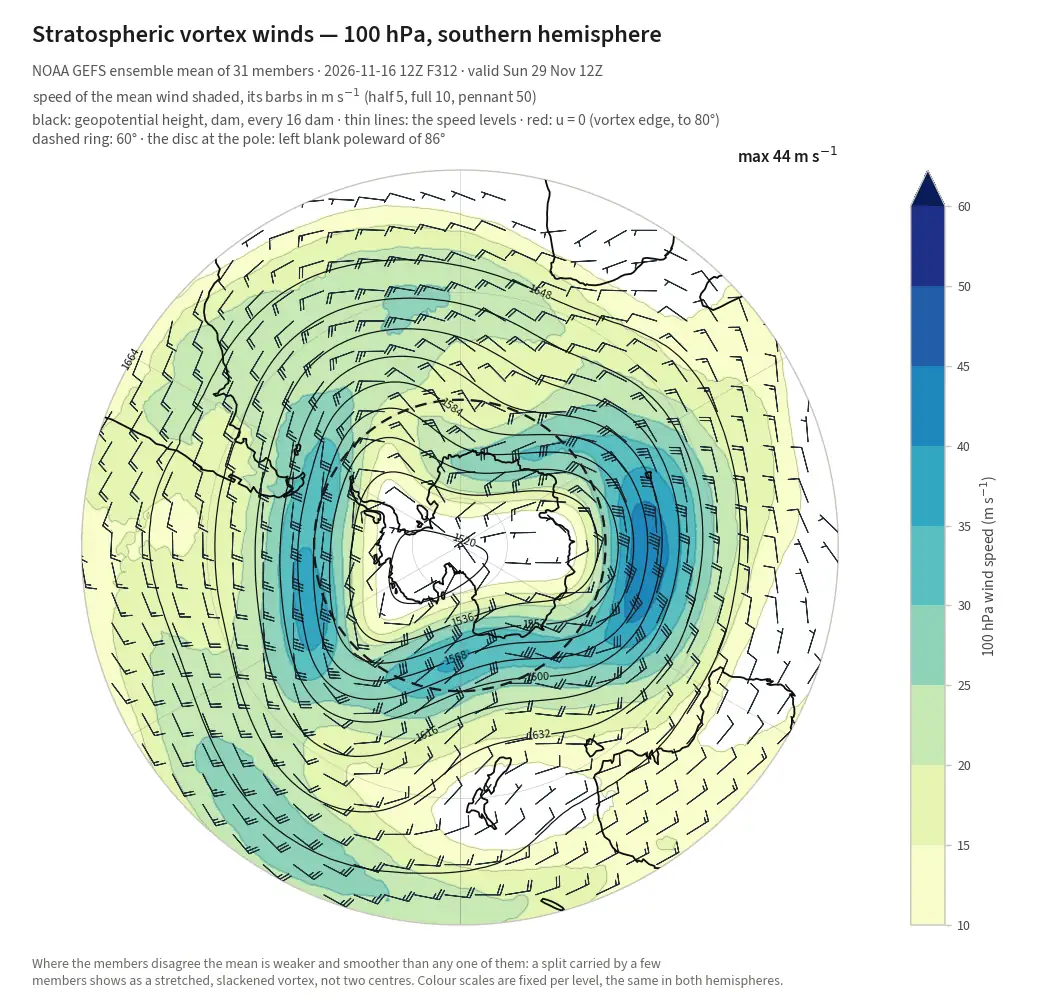 Stratospheric vortex winds — 100 hPa, southern hemisphere
NOAA GEFS ensemble mean of 31 members · 2026-11-16 12Z F312 · valid Sun 29 Nov 12Z
speed of the mean wind shaded, its barbs in m s⁻¹ (half 5, full 10, pennant 50)
black: geopotential height, dam, every 16 dam · thin lines: the speed levels · red: u = 0 (vortex edge, to 80°)
dashed ring: 60° · the disc at the pole: left blank poleward of 86°
max 44 m s⁻¹
1648
1664
1584
1520
1536
1552
1568
1600
1616
1632
60
50
45
40
35
30
25
20
15
10
100 hPa wind speed (m s⁻¹)
Where the members disagree the mean is weaker and smoother than any one of them: a split carried by a few
members shows as a stretched, slackened vortex, not two centres. Colour scales are fixed per level, the same in both hemispheres.